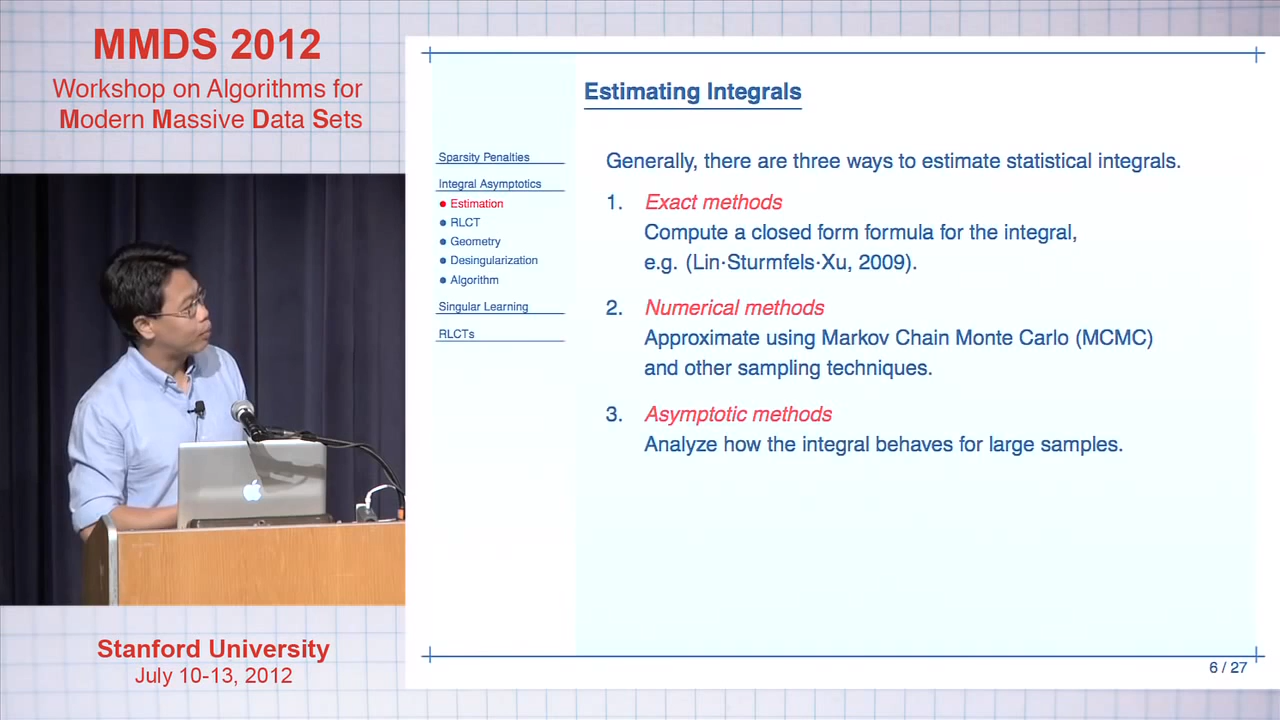 MMDS 2012
Workshop on Algorithms for
Modern Massive Data Sets
Stanford University
July 10-13, 2012
Estimating Integrals
Sparsity Penalties
Integral Asymptotics
• Estimation
• RLCT
• Geometry
• Desingularization
• Algorithm
Singular Learning
RLCTs
Generally, there are three ways to estimate statistical integrals.
1. Exact methods
Compute a closed form formula for the integral,
e.g. (Lin·Sturmfels·Xu, 2009).
2. Numerical methods
Approximate using Markov Chain Monte Carlo (MCMC)
and other sampling techniques.
3. Asymptotic methods
Analyze how the integral behaves for large samples.
6 / 27